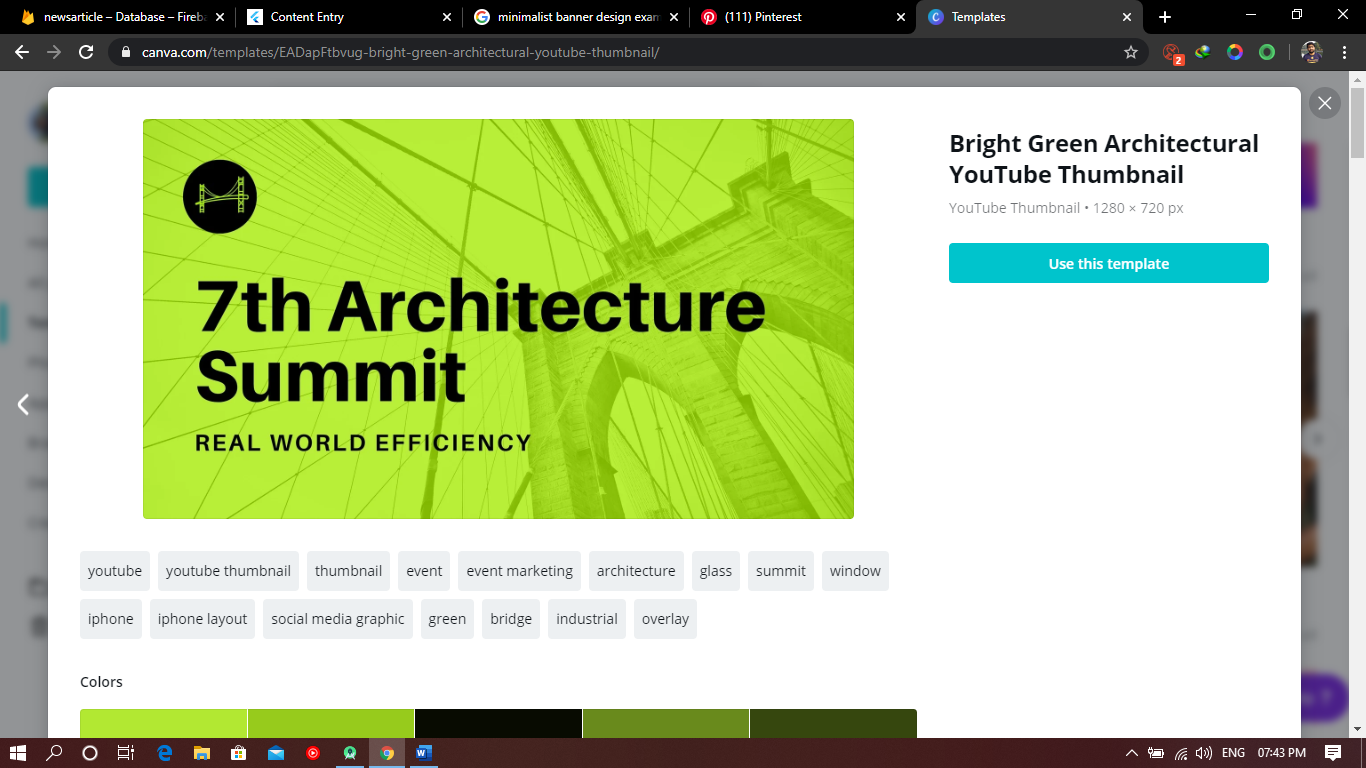 newsarticle – Database – Fireba
Content Entry
minimalist banner design exam
(111) Pinterest
Templates
canva.com/templates/EADapFtbvug-bright-green-architectural-youtube-thumbnail/
2
7th Architecture
Summit
REAL WORLD EFFICIENCY
Bright Green Architectural
YouTube Thumbnail
YouTube Thumbnail • 1280 × 720 px
Use this template
youtube youtube thumbnail thumbnail event event marketing architecture glass summit window
iphone iphone layout social media graphic green bridge industrial overlay
Colors
ENG 07:43 PM